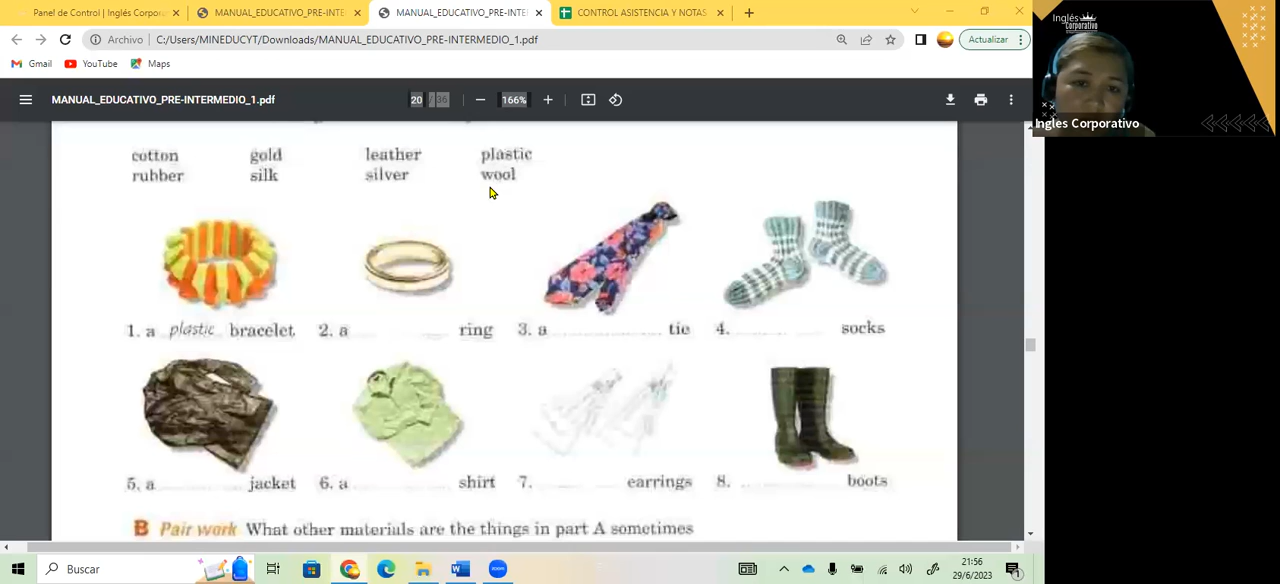 Panel de Control | Inglés Corpora
MANUAL_EDUCATIVO_PRE-INTE
MANUAL_EDUCATIVO_PRE-INTE
CONTROL ASISTENCIA Y NOTAS
Archivo
C:/Users/MINEDUCYT/Downloads/MANUAL_EDUCATIVO_PRE-INTERMEDIO_1.pdf
Actualizar
Gmail
YouTube
Maps
Inglés
Corporativo
Ingles Corporativo
MANUAL_EDUCATIVO_PRE-INTERMEDIO_1.pdf
20 / 36
166%
cotton gold leather plastic
rubber silk silver wool
1. a plastic bracelet 2. a ring 3. a tie 4. socks
5. a jacket 6. a shirt 7. earrings 8. boots
B Pair work What other materials are the things in part A sometimes
Buscar
21:56
29/6/2023